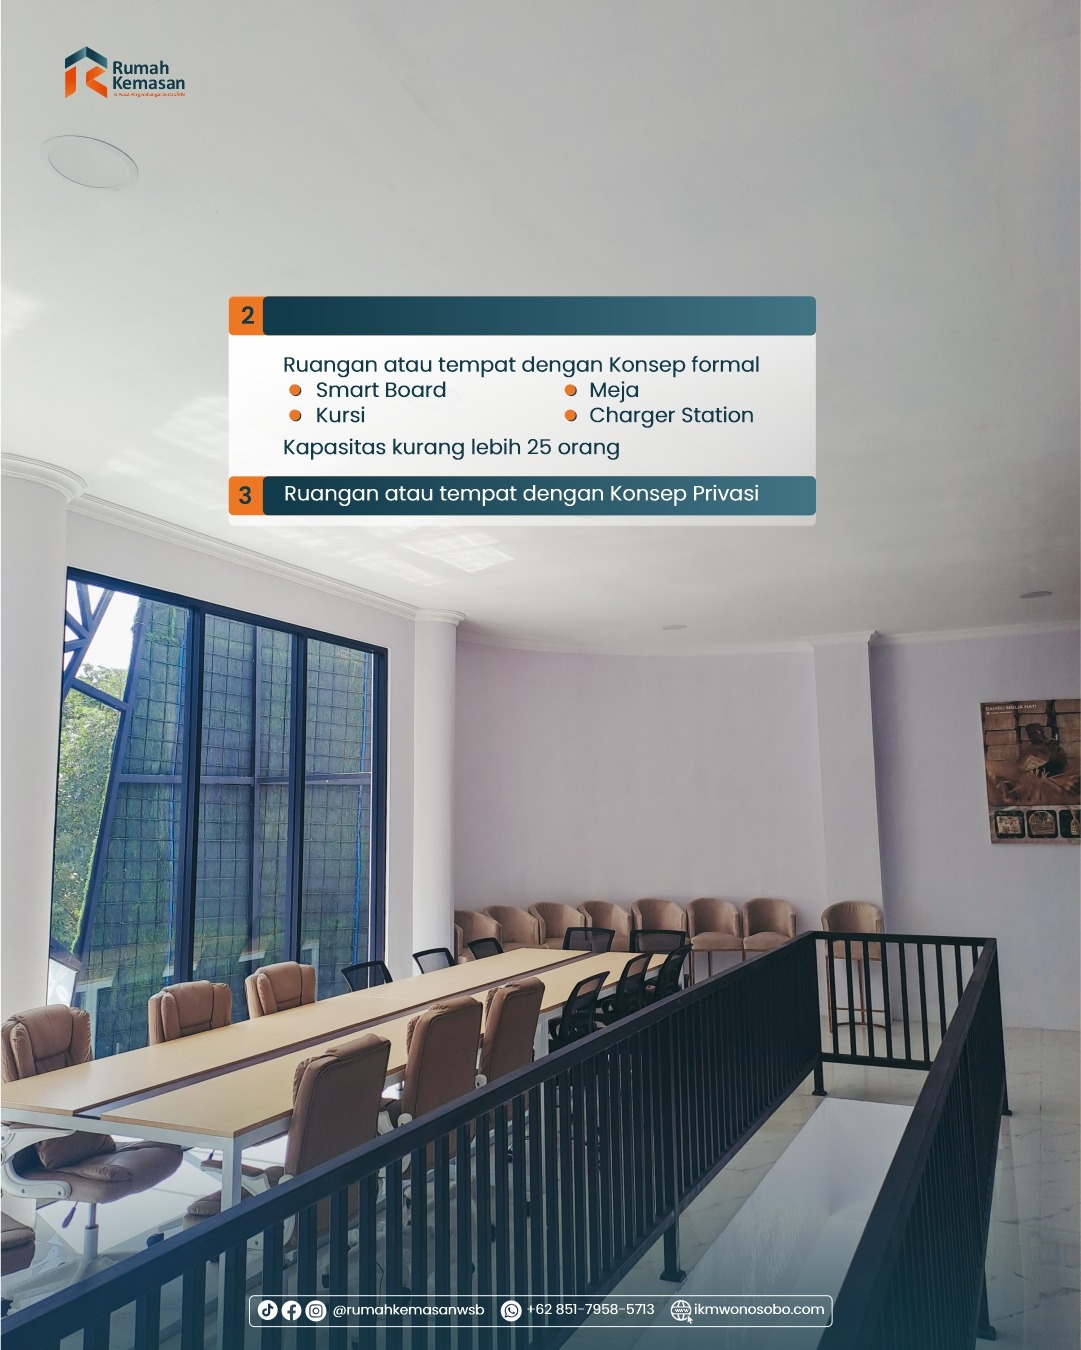 Rumah
Kemasan
2
Ruangan atau tempat dengan Konsep formal
Smart Board
Meja
Kursi
Charger Station
Kapasitas kurang lebih 25 orang
3 Ruangan atau tempat dengan Konsep Privasi
@rumahkemasanwsb +62 851-7958-5713 ikmwonosobo.com